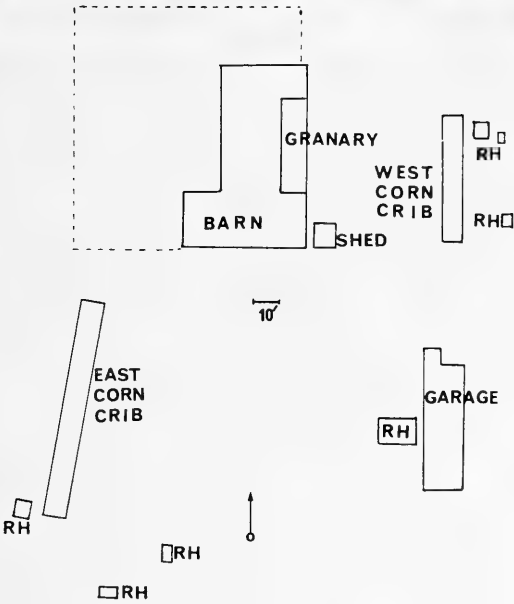 GRANARY
RH
WEST
CORN
CRIB
RH
BARN
SHED
10'
EAST
CORN
CRIB
GARAGE
RH
RH
RH
RH